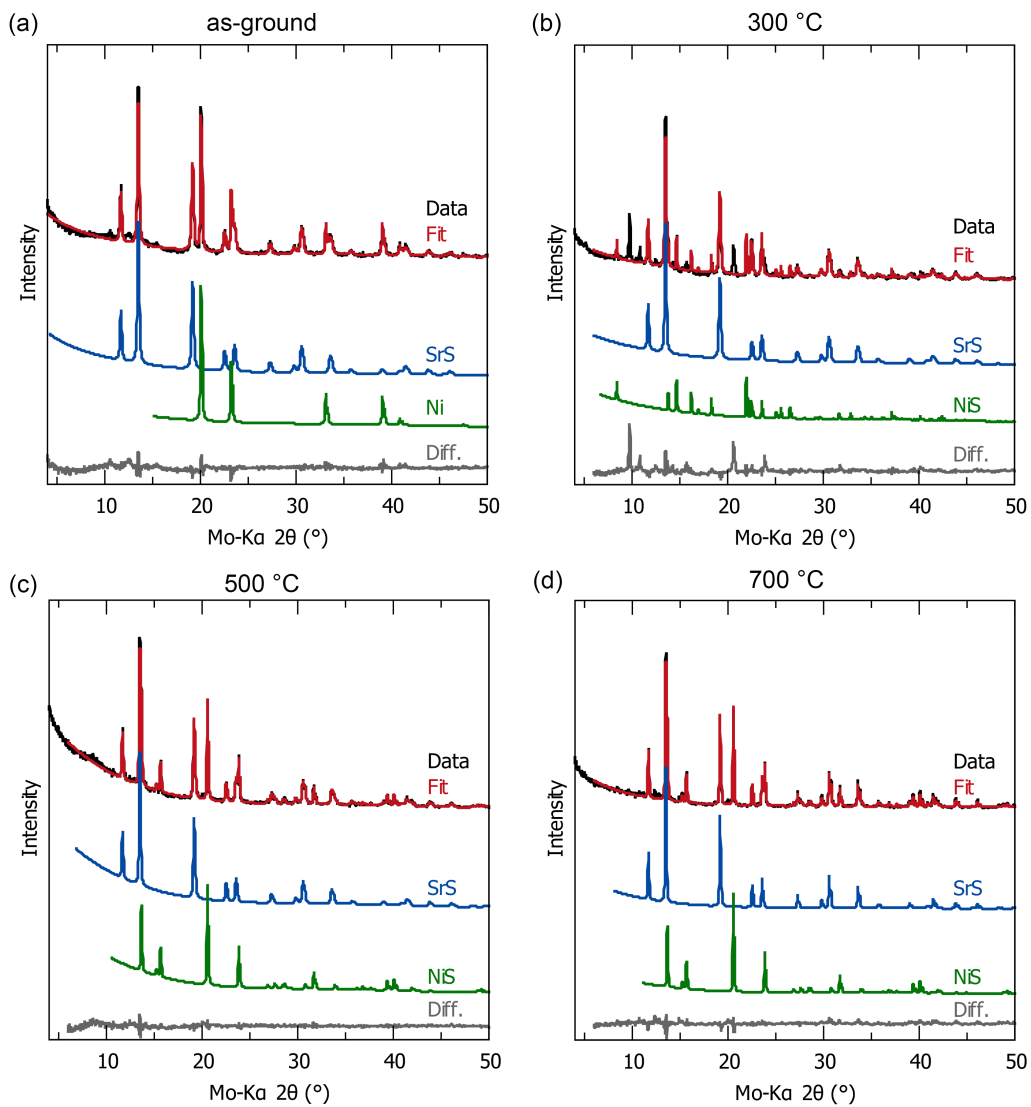 (a) as-ground
Intensity
Data
Fit
SrS
Ni
Diff.
10 20 30 40 50
Mo-Kα 2θ (°)
(b) 300 °C
Intensity
Data
Fit
SrS
NiS
Diff.
10 20 30 40 50
Mo-Kα 2θ (°)
(c) 500 °C
Intensity
Data
Fit
SrS
NiS
Diff.
10 20 30 40 50
Mo-Kα 2θ (°)
(d) 700 °C
Intensity
Data
Fit
SrS
NiS
Diff.
10 20 30 40 50
Mo-Kα 2θ (°)